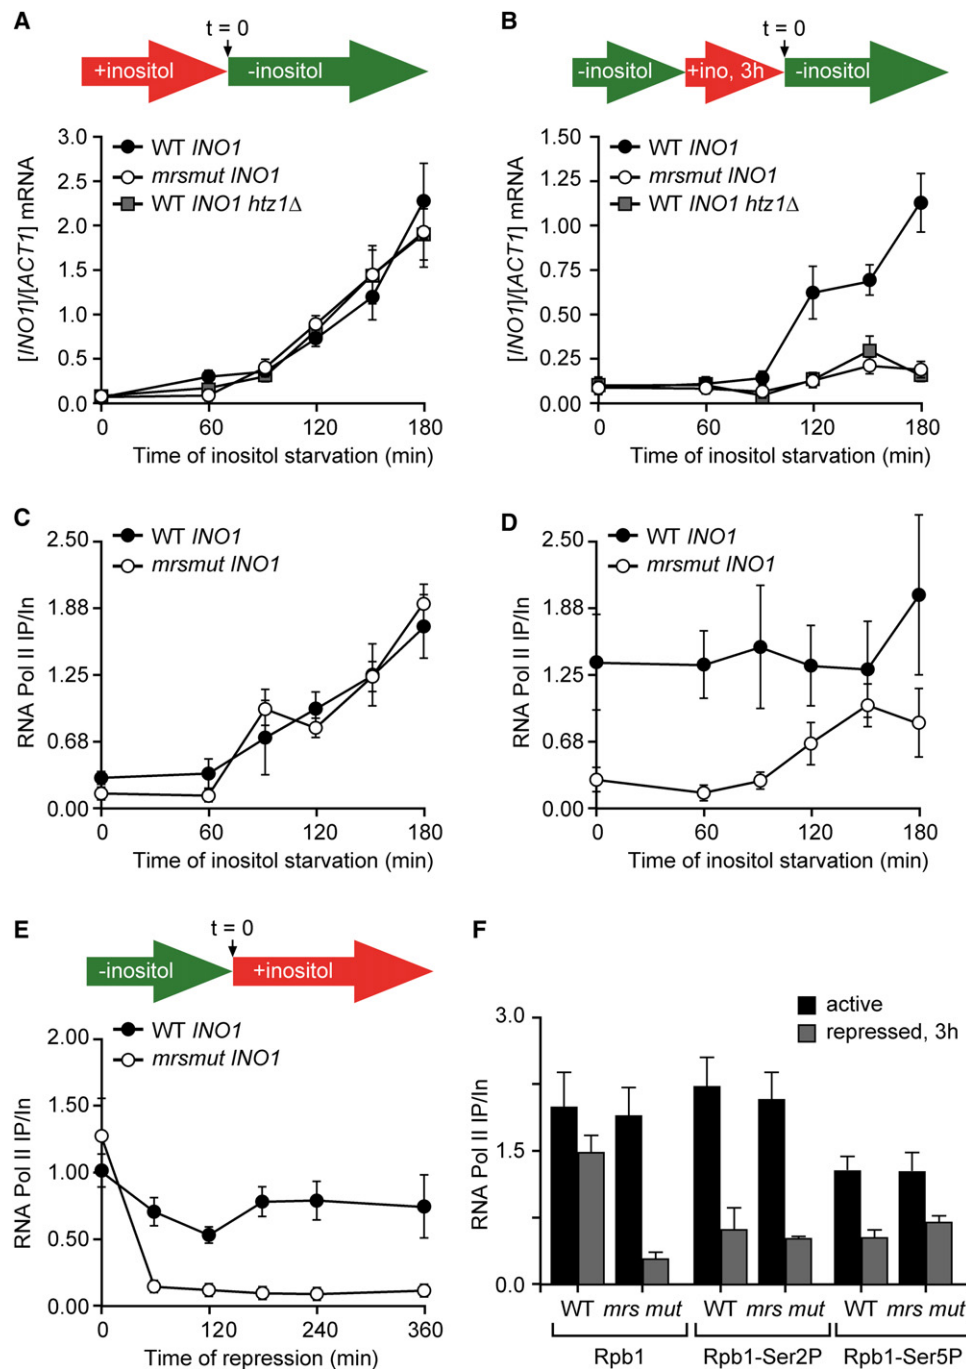 A
t = 0
+inositol
-inositol
WT INO1
mrsmut INO1
WT INO1 htz1Δ
[INO1]/[ACT1] mRNA
3.0
2.5
2.0
1.5
1.0
0.5
0.0
0 60 120 180
Time of inositol starvation (min)
B
t = 0
-inositol
+ino, 3h
-inositol
WT INO1
mrsmut INO1
WT INO1 htz1Δ
[INO1]/[ACT1] mRNA
1.50
1.25
1.00
0.75
0.50
0.25
0.00
0 60 120 180
Time of inositol starvation (min)
C
WT INO1
mrsmut INO1
RNA Pol II IP/In
2.50
1.88
1.25
0.68
0.00
0 60 120 180
Time of inositol starvation (min)
D
WT INO1
mrsmut INO1
RNA Pol II IP/In
2.50
1.88
1.25
0.68
0.00
0 60 120 180
Time of inositol starvation (min)
E
t = 0
-inositol
+inositol
WT INO1
mrsmut INO1
RNA Pol II IP/In
2.00
1.50
1.00
0.50
0.00
0 120 240 360
Time of repression (min)
F
active
repressed, 3h
RNA Pol II IP/In
3.0
1.5
0.0
WT mrs mut WT mrs mut WT mrs mut
Rpb1 Rpb1-Ser2P Rpb1-Ser5P